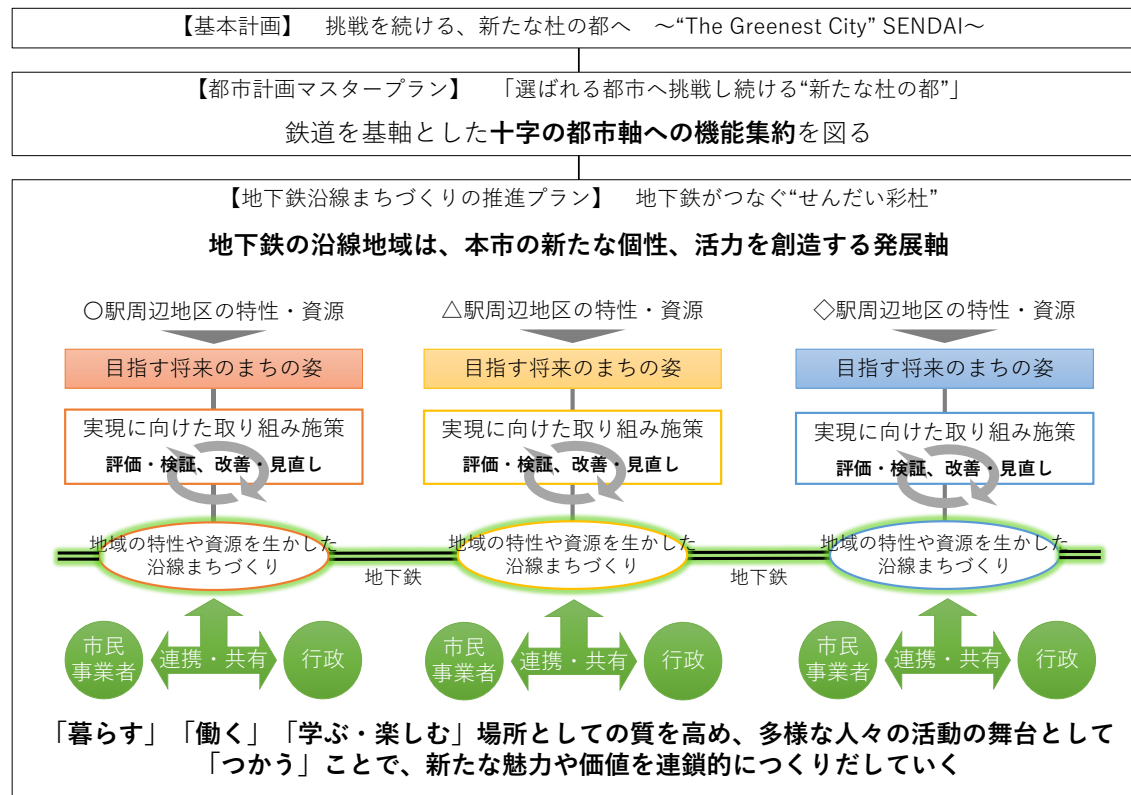 【基本計画】　挑戦を続ける、新たな杜の都へ　～“The Greenest City” SENDAI～
【都市計画マスタープラン】　「選ばれる都市へ挑戦し続ける“新たな杜の都”」
鉄道を基軸とした十字の都市軸への機能集約を図る
【地下鉄沿線まちづくりの推進プラン】　地下鉄がつなぐ“せんだい彩杜”
地下鉄の沿線地域は、本市の新たな個性、活力を創造する発展軸
〇駅周辺地区の特性・資源
目指す将来のまちの姿
実現に向けた取り組み施策
評価・検証、改善・見直し
地域の特性や資源を生かした
沿線まちづくり
市民
事業者
連携・共有
行政
地下鉄
△駅周辺地区の特性・資源
目指す将来のまちの姿
実現に向けた取り組み施策
評価・検証、改善・見直し
地域の特性や資源を生かした
沿線まちづくり
市民
事業者
連携・共有
行政
地下鉄
◇駅周辺地区の特性・資源
目指す将来のまちの姿
実現に向けた取り組み施策
評価・検証、改善・見直し
地域の特性や資源を生かした
沿線まちづくり
市民
事業者
連携・共有
行政
「暮らす」「働く」「学ぶ・楽しむ」場所としての質を高め、多様な人々の活動の舞台として
「つかう」ことで、新たな魅力や価値を連鎖的につくりだしていく